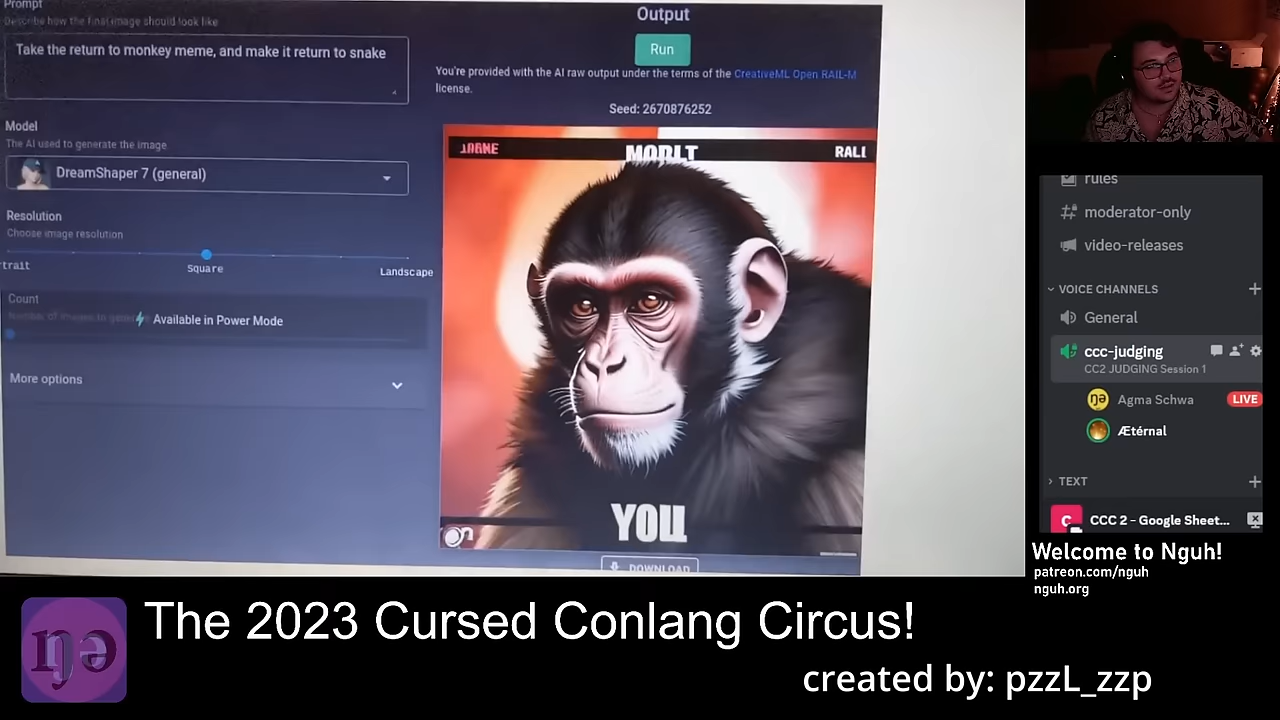 Prompt
Describe how the final image should look like
Take the return to monkey meme, and make it return to snake
Model
The AI used to generate the image
DreamShaper 7 (general)
Resolution
Choose image resolution
trait
Square
Landscape
Count
Available in Power Mode
More options
Output
Run
You're provided with the AI raw output under the terms of the CreativeML Open RAIL-M
license.
Seed: 2670876252
RALL
YOU
DOWNLOAD
rules
moderator-only
video-releases
VOICE CHANNELS
General
ccc-judging
CC2 JUDGING Session 1
ŋə Agma Schwa LIVE
Ætérnal
TEXT
C CCC 2 - Google Sheet...
Welcome to Nguh!
patreon.com/nguh
nguh.org
ŋə
The 2023 Cursed Conlang Circus!
created by: pzzL_zzp